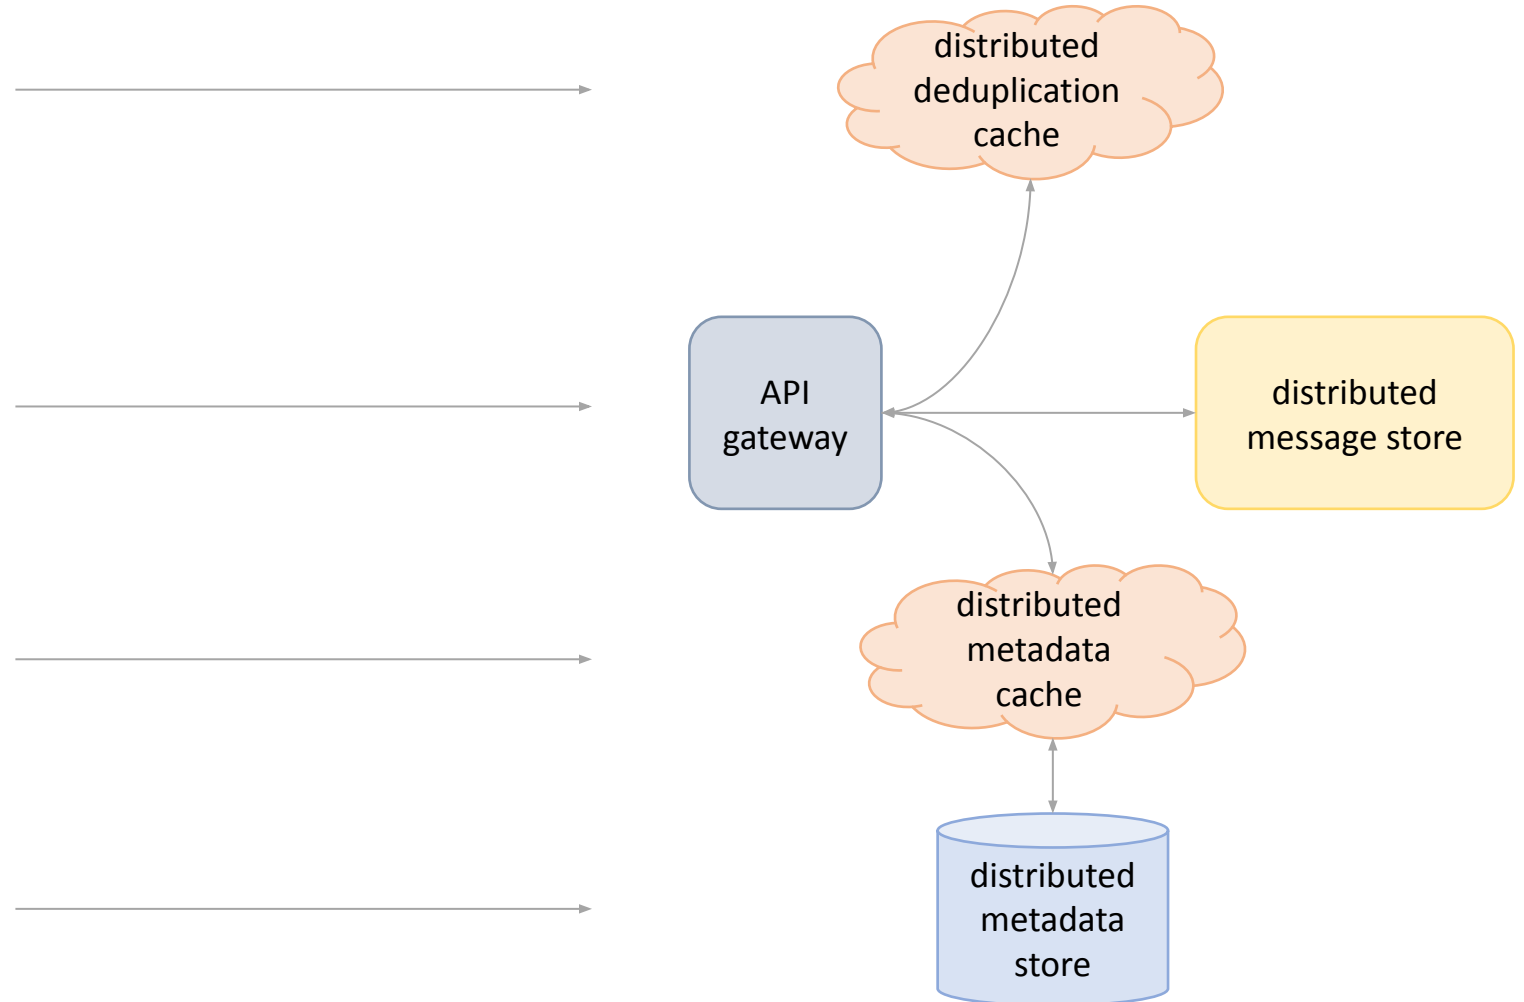 distributed
deduplication
cache
API
gateway
distributed
message store
distributed
metadata
cache
distributed
metadata
store